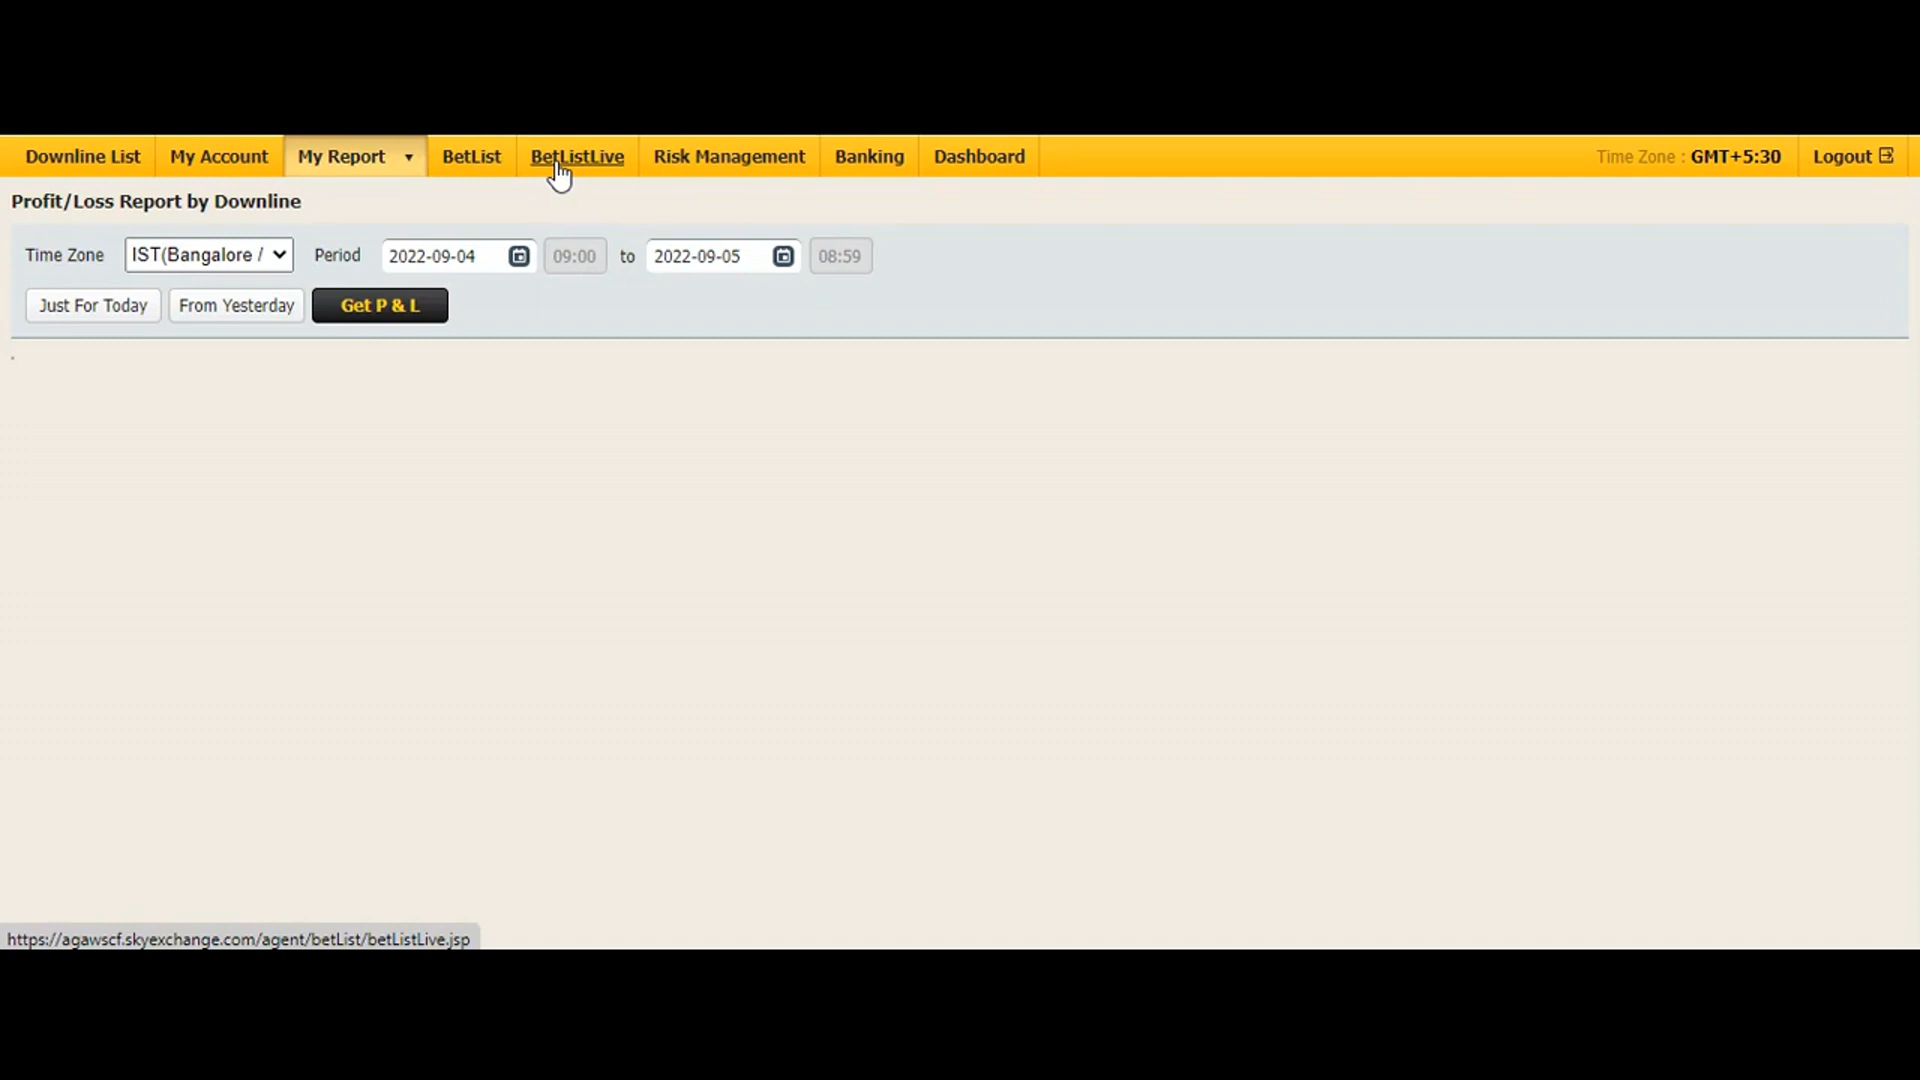 Downline List My Account My Report ▼ BetList BetListLive Risk Management Banking Dashboard Time Zone : GMT+5:30 Logout
Profit/Loss Report by Downline
Time Zone IST(Bangalore / Period 2022-09-04 09:00 to 2022-09-05 08:59
Just For Today From Yesterday Get P & L
https://agawscf.skyexchange.com/agent/betList/betListLive.jsp